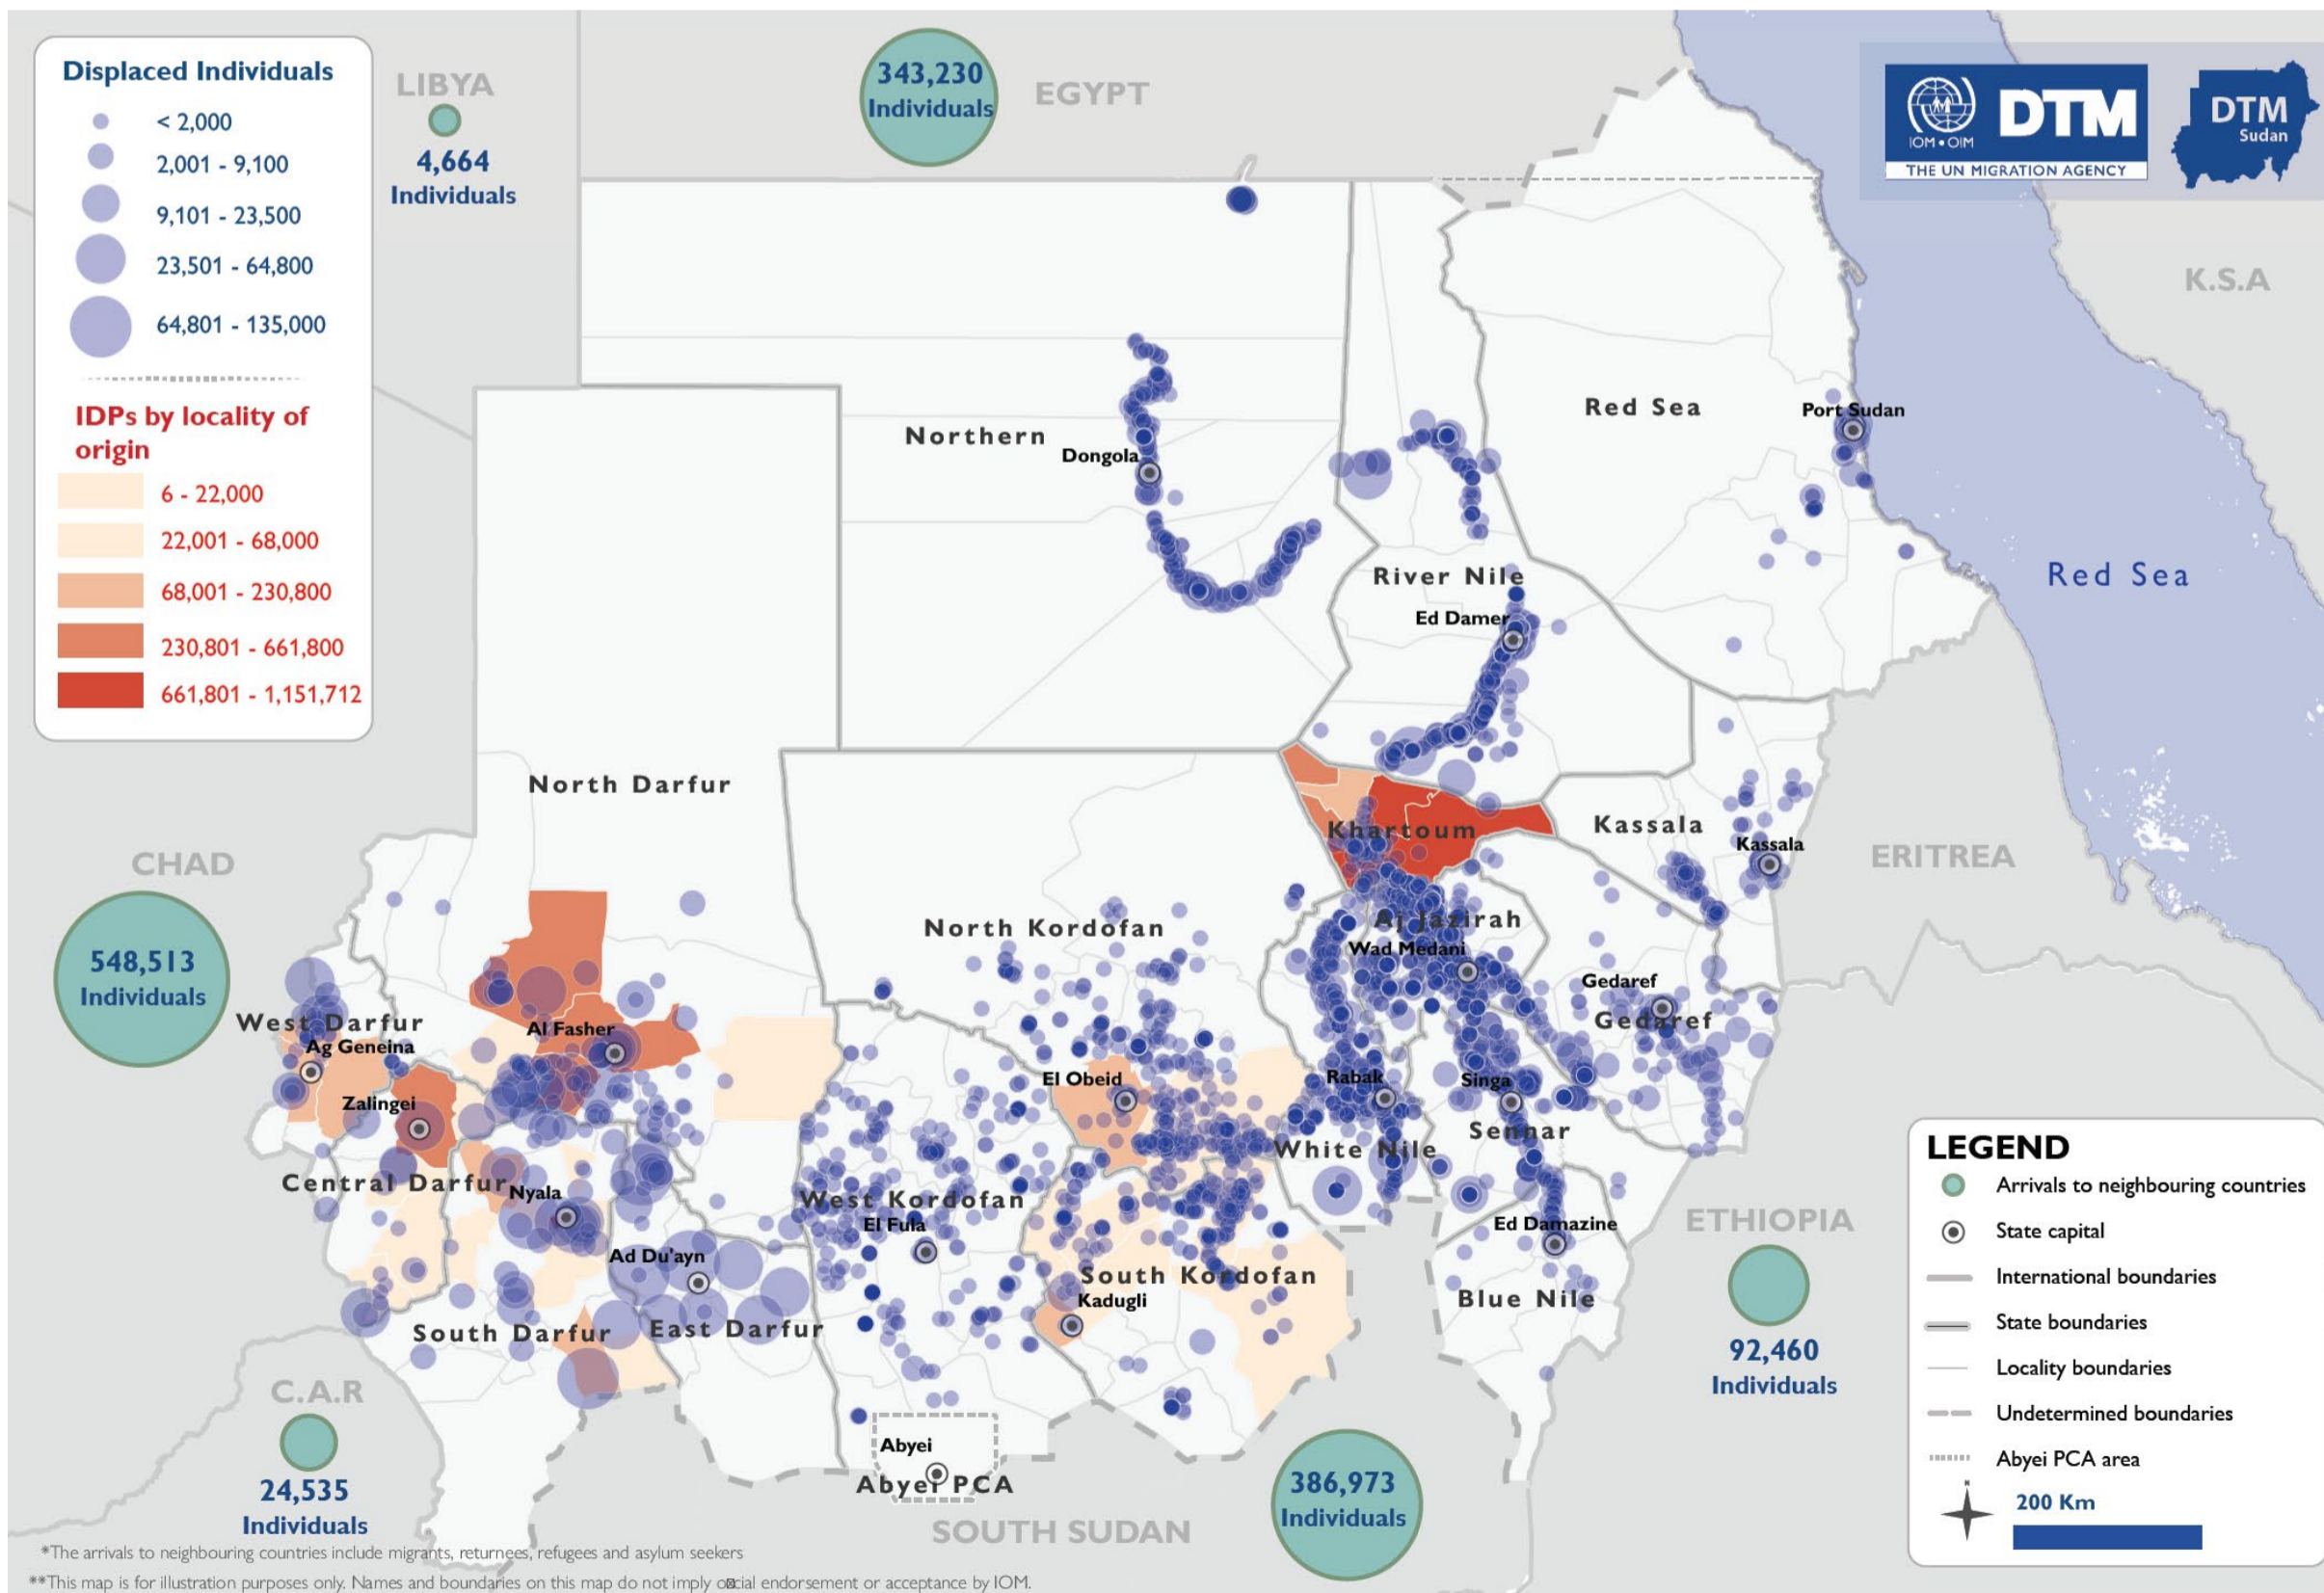 Displaced Individuals
< 2,000
2,001 - 9,100
9,101 - 23,500
23,501 - 64,800
64,801 - 135,000
IDPs by locality of
origin
6 - 22,000
22,001 - 68,000
68,001 - 230,800
230,801 - 661,800
661,801 - 1,151,712
LIBYA
4,664
Individuals
343,230
Individuals
EGYPT
IOM • OIM
DTM
THE UN MIGRATION AGENCY
DTM
Sudan
K.S.A
Red Sea
Port Sudan
Northern
Dongola
Red Sea
River Nile
Ed Damer
North Darfur
Khartoum
Kassala
Kassala
ERITREA
CHAD
548,513
Individuals
North Kordofan
Aj Jazirah
Wad Medani
Gedaref
Gedaref
West Darfur
Ag Geneina
Al Fasher
Zalingei
El Obeid
Rabak
Singa
Sennar
White Nile
Central Darfur
Nyala
West Kordofan
El Fula
Ed Damazine
ETHIOPIA
Ad Du'ayn
South Kordofan
Kadugli
Blue Nile
South Darfur
East Darfur
92,460
Individuals
C.A.R
24,535
Individuals
Abyei
Abyei PCA
386,973
Individuals
SOUTH SUDAN
LEGEND
Arrivals to neighbouring countries
State capital
International boundaries
State boundaries
Locality boundaries
Undetermined boundaries
Abyei PCA area
N
200 Km
*The arrivals to neighbouring countries include migrants, returnees, refugees and asylum seekers
**This map is for illustration purposes only. Names and boundaries on this map do not imply endorsement or acceptance by IOM.